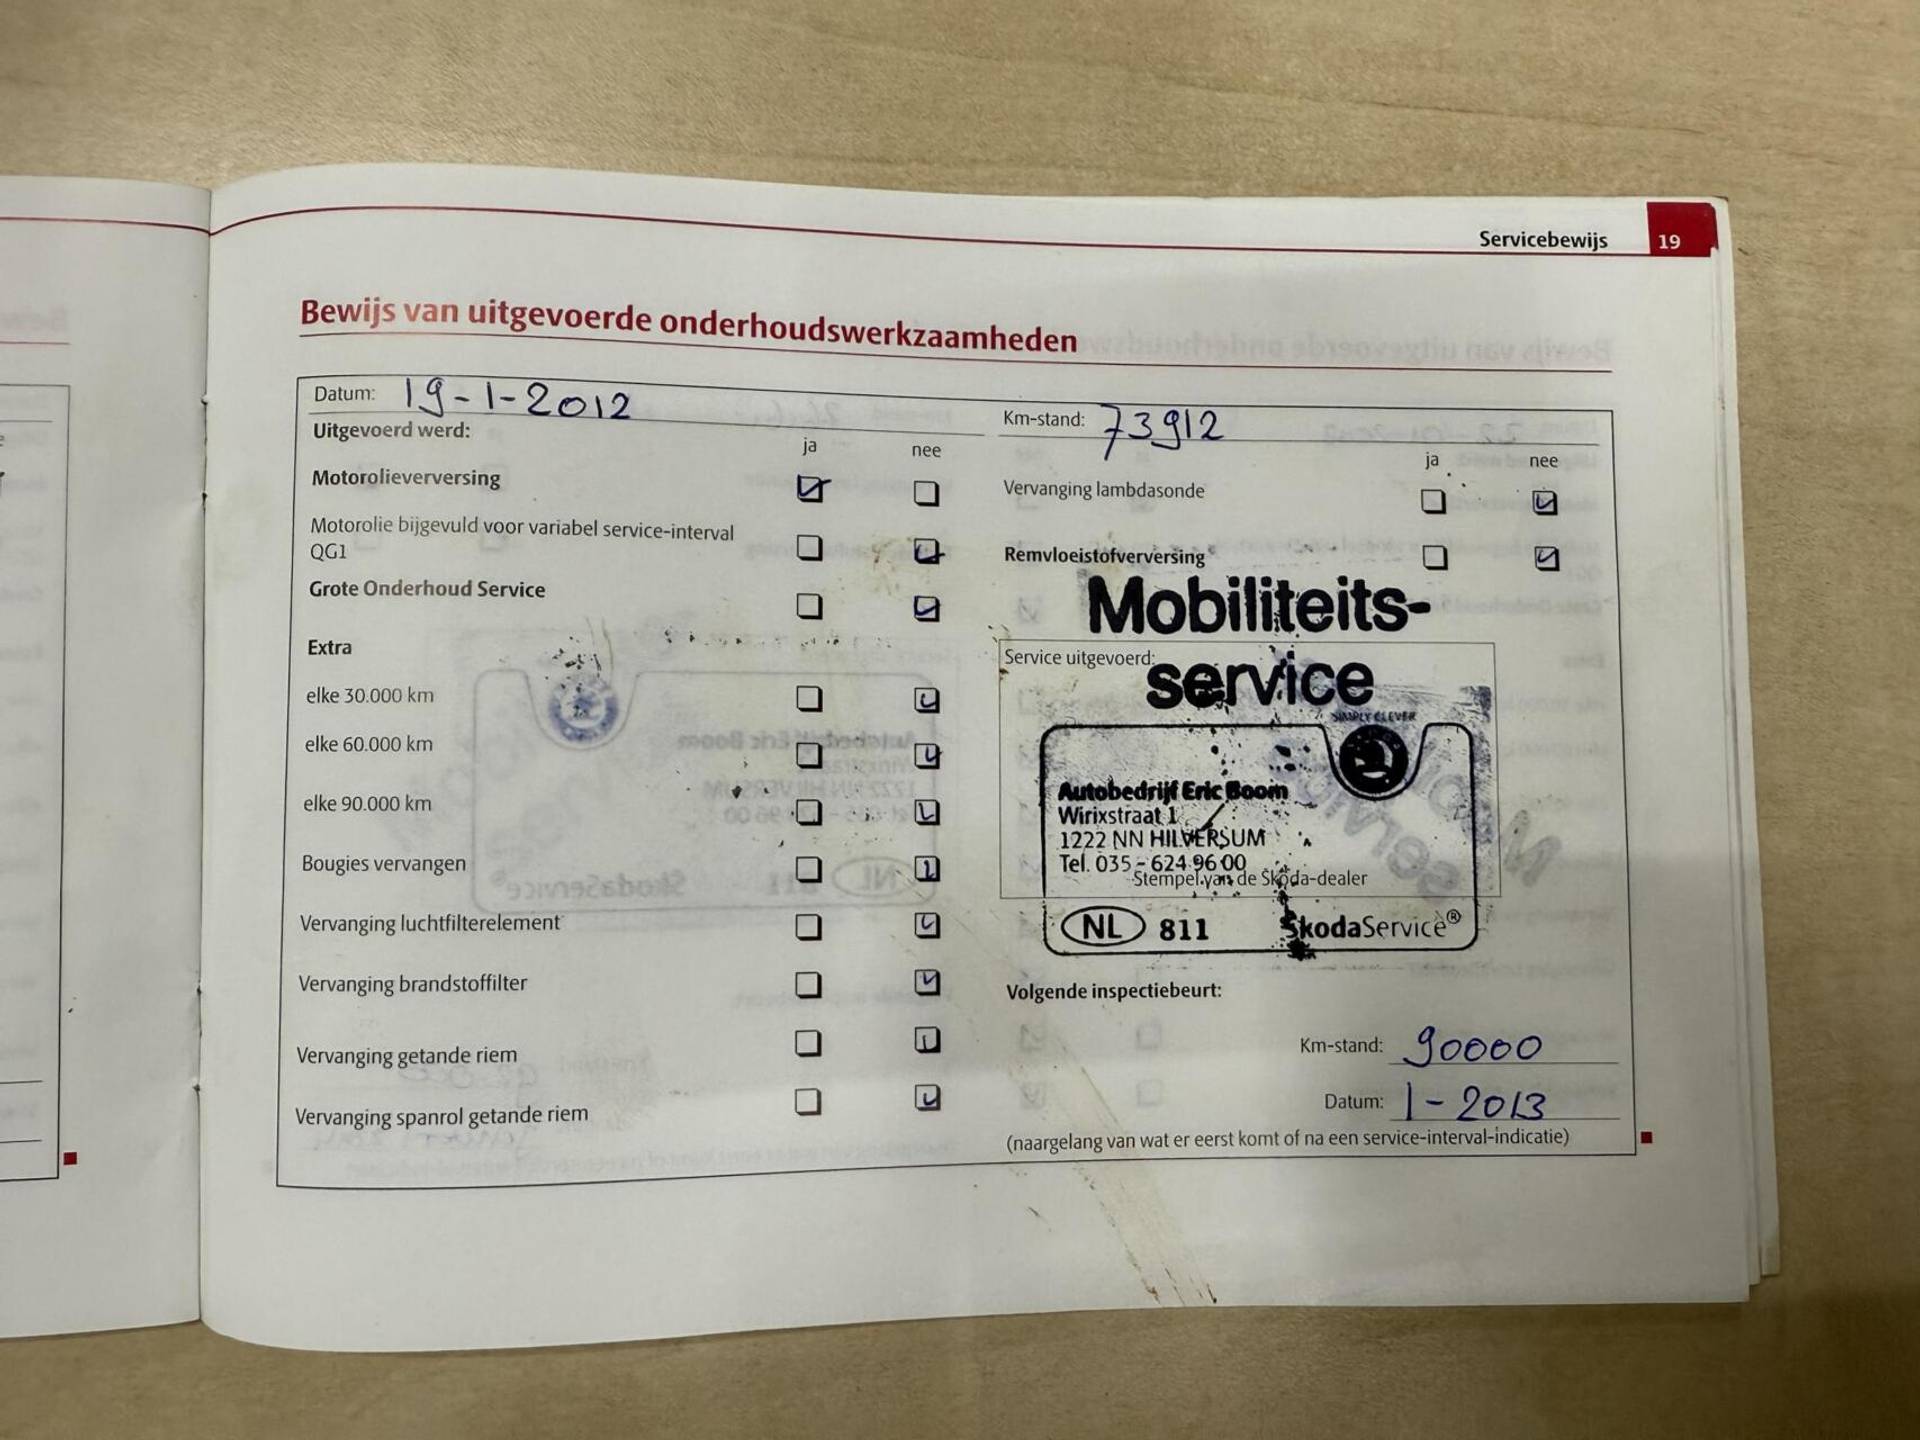 Servicebewijs 19
Bewijs van uitgevoerde onderhoudswerkzaamheden
Datum: 19-1-2012
Uitgevoerd werd:
ja nee
Motorolieverversing
Motorolie bijgevuld voor variabel service-interval
QG1
Grote Onderhoud Service
Extra
elke 30.000 km
elke 60.000 km
elke 90.000 km
Bougies vervangen
Vervanging luchtfilterelement
Vervanging brandstoffilter
Vervanging getande riem
Vervanging spanrol getande riem
Km-stand: 73912
ja nee
Vervanging lambdasonde
Remvloeistofverversing
Mobiliteits-
Service uitgevoerd:
service
SIMPLY CLEVER
Autobedrijf Eric Boom
Wirixstraat 1
1222 NN HILVERSUM
Tel. 035-624 96 00
Stempel van de Škoda-dealer
NL 811 ŠkodaService®
Volgende inspectiebeurt:
Km-stand: 90000
Datum: 1-2013
(naargelang van wat er eerst komt of na een service-interval-indicatie)